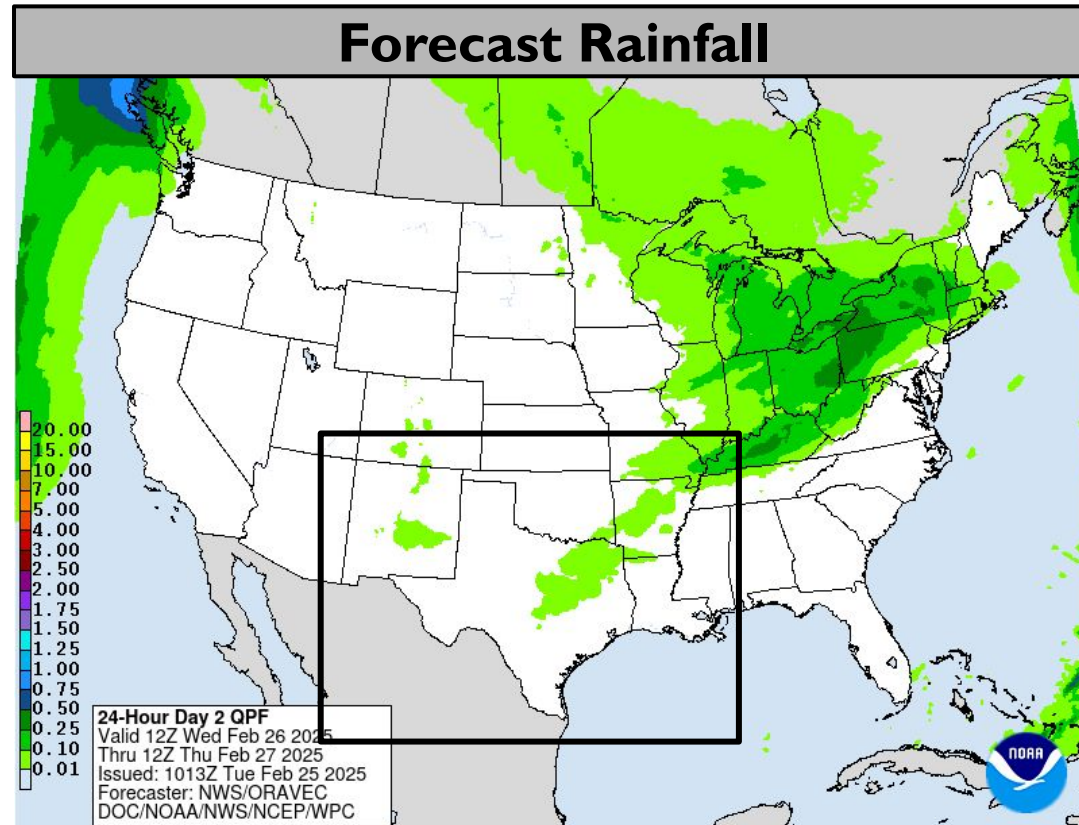 Forecast Rainfall
20.00
15.00
10.00
7.00
5.00
4.00
3.00
2.50
2.00
1.75
1.50
1.25
1.00
0.75
0.50
0.25
0.10
0.01
24-Hour Day 2 QPF
Valid 12Z Wed Feb 26 2025
Thru 12Z Thu Feb 27 2025
Issued: 1013Z Tue Feb 25 2025
Forecaster: NWS/ORAVEC
DOC/NOAA/NWS/NCEP/WPC
NOAA